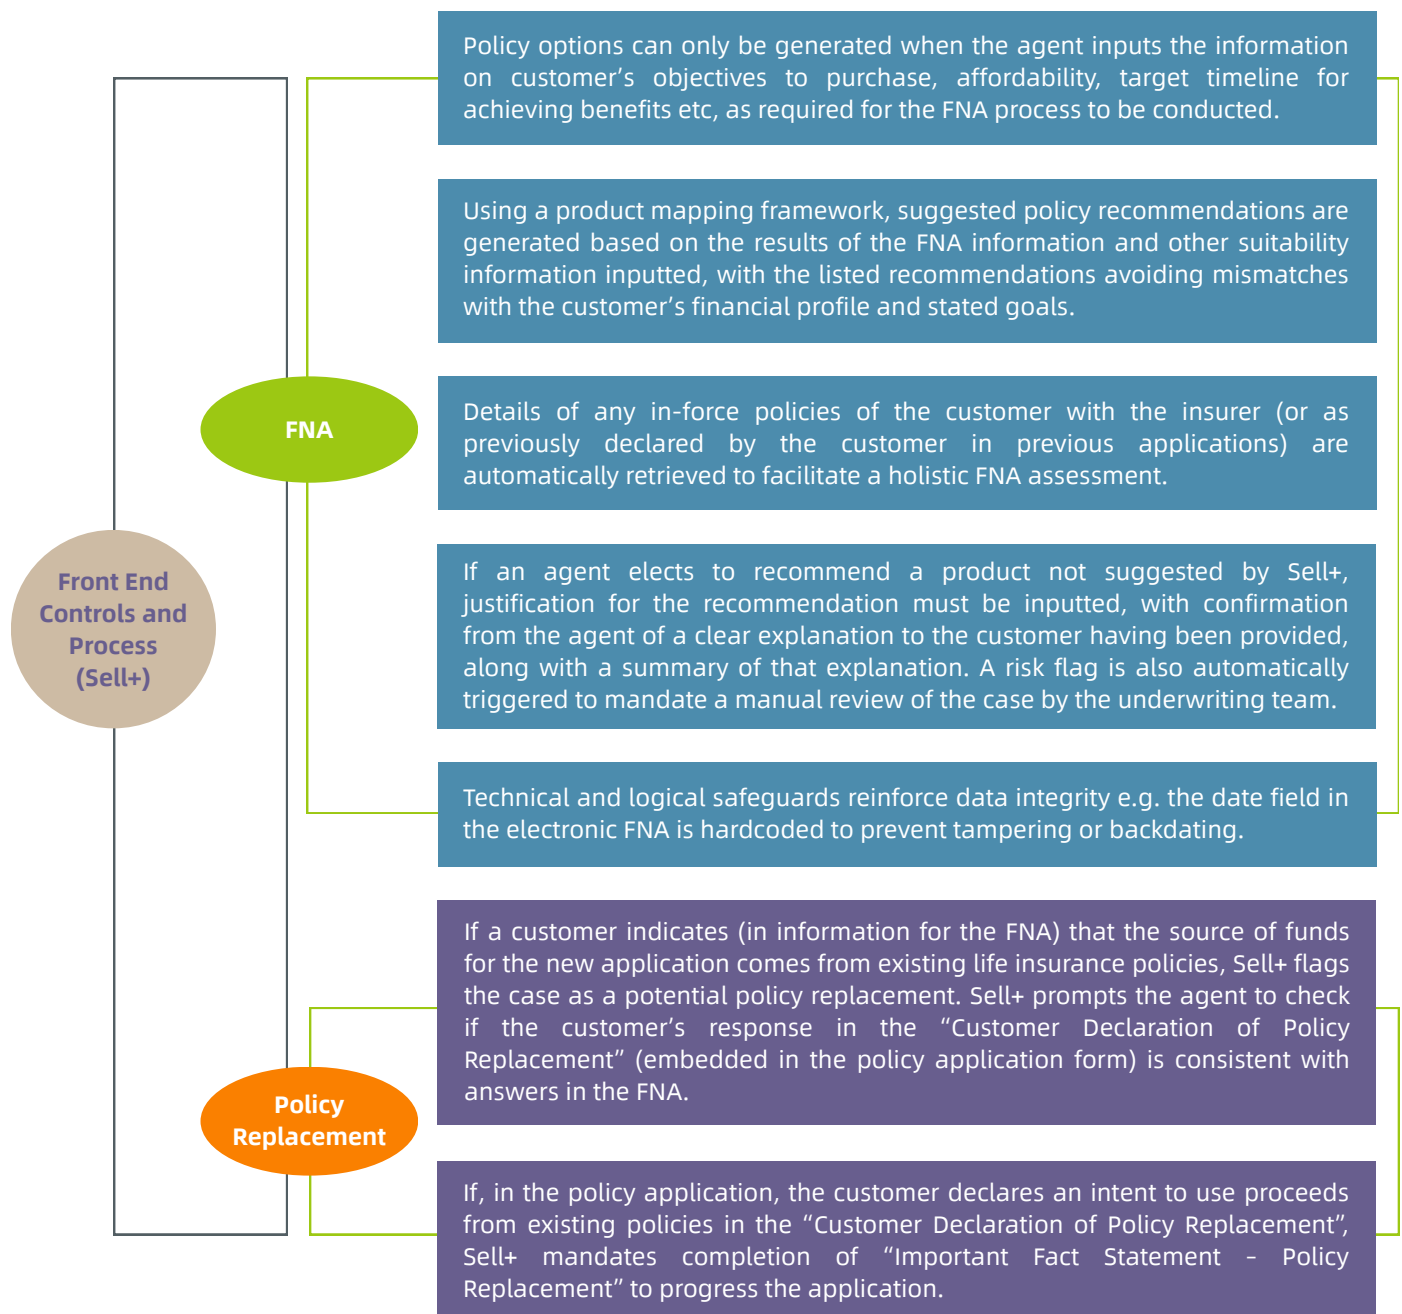 Policy options can only be generated when the agent inputs the information
on customer's objectives to purchase, affordability, target timeline for
achieving benefits etc, as required for the FNA process to be conducted.
Using a product mapping framework, suggested policy recommendations are
generated based on the results of the FNA information and other suitability
information inputted, with the listed recommendations avoiding mismatches
with the customer's financial profile and stated goals.
FNA
Details of any in-force policies of the customer with the insurer (or as
previously declared by the customer in previous applications) are
automatically retrieved to facilitate a holistic FNA assessment.
Front End
Controls and
Process
(Sell+)
If an agent elects to recommend a product not suggested by Sell+,
justification for the recommendation must be inputted, with confirmation
from the agent of a clear explanation to the customer having been provided,
along with a summary of that explanation. A risk flag is also automatically
triggered to mandate a manual review of the case by the underwriting team.
Technical and logical safeguards reinforce data integrity e.g. the date field in
the electronic FNA is hardcoded to prevent tampering or backdating.
If a customer indicates (in information for the FNA) that the source of funds
for the new application comes from existing life insurance policies, Sell+ flags
the case as a potential policy replacement. Sell+ prompts the agent to check
if the customer's response in the “Customer Declaration of Policy
Replacement” (embedded in the policy application form) is consistent with
answers in the FNA.
Policy
Replacement
If, in the policy application, the customer declares an intent to use proceeds
from existing policies in the “Customer Declaration of Policy Replacement”,
Sell+ mandates completion of “Important Fact Statement – Policy
Replacement” to progress the application.